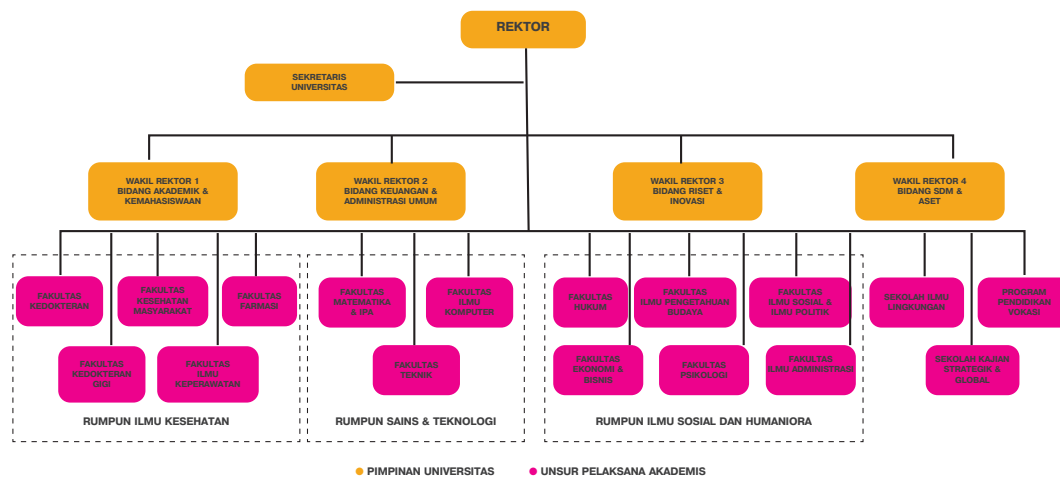 REKTOR
SEKRETARIS
UNIVERSITAS
WAKIL REKTOR 1
BIDANG AKADEMIK &
KEMAHASISWAAN
WAKIL REKTOR 2
BIDANG KEUANGAN &
ADMINISTRASI UMUM
WAKIL REKTOR 3
BIDANG RISET &
INOVASI
WAKIL REKTOR 4
BIDANG SDM &
ASET
FAKULTAS
KEDOKTERAN
FAKULTAS
KESEHATAN
MASYARAKAT
FAKULTAS
FARMASI
FAKULTAS
KEDOKTERAN
GIGI
FAKULTAS
ILMU
KEPERAWATAN
RUMPUN ILMU KESEHATAN
FAKULTAS
MATEMATIKA
& IPA
FAKULTAS
ILMU
KOMPUTER
FAKULTAS
TEKNIK
RUMPUN SAINS & TEKNOLOGI
FAKULTAS
HUKUM
FAKULTAS
ILMU PENGETAHUAN
BUDAYA
FAKULTAS
ILMU SOSIAL &
ILMU POLITIK
FAKULTAS
EKONOMI &
BISNIS
FAKULTAS
PSIKOLOGI
FAKULTAS
ILMU ADMINISTRASI
RUMPUN ILMU SOSIAL DAN HUMANIORA
SEKOLAH ILMU
LINGKUNGAN
PROGRAM
PENDIDIKAN
VOKASI
SEKOLAH KAJIAN
STRATEGIK &
GLOBAL
PIMPINAN UNIVERSITAS
UNSUR PELAKSANA AKADEMIS